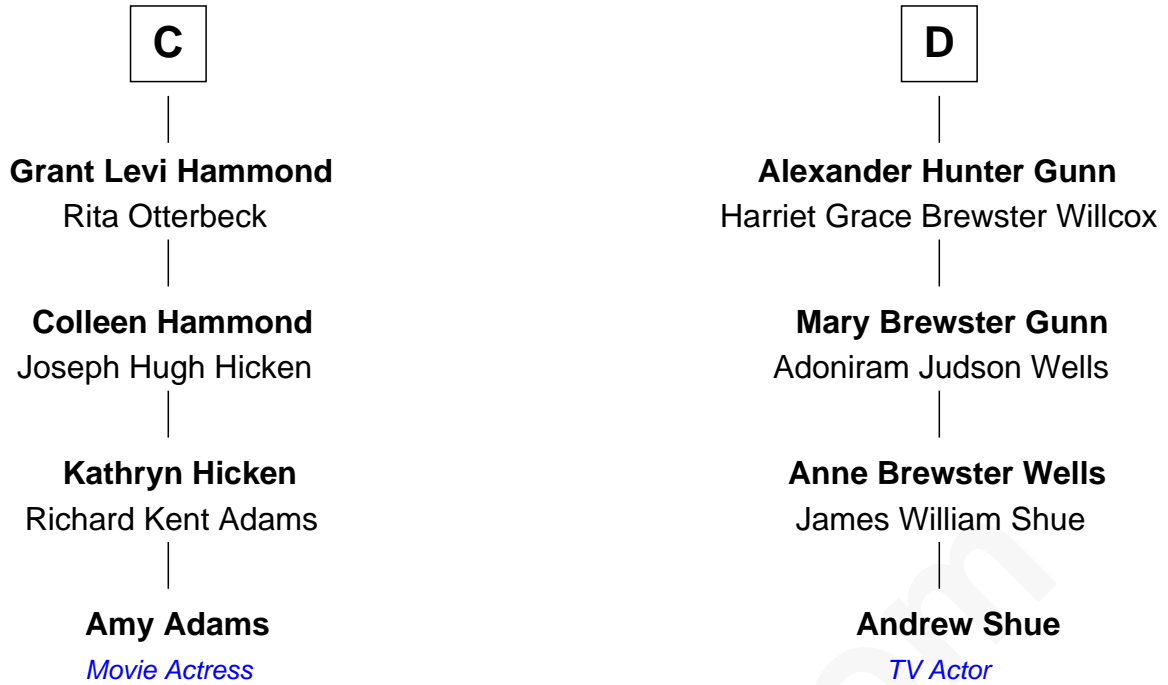 C
Grant Levi Hammond
Rita Otterbeck
Colleen Hammond
Joseph Hugh Hicken
Kathryn Hicken
Richard Kent Adams
Amy Adams
Movie Actress
D
Alexander Hunter Gunn
Harriet Grace Brewster Willcox
Mary Brewster Gunn
Adoniram Judson Wells
Anne Brewster Wells
James William Shue
Andrew Shue
TV Actor